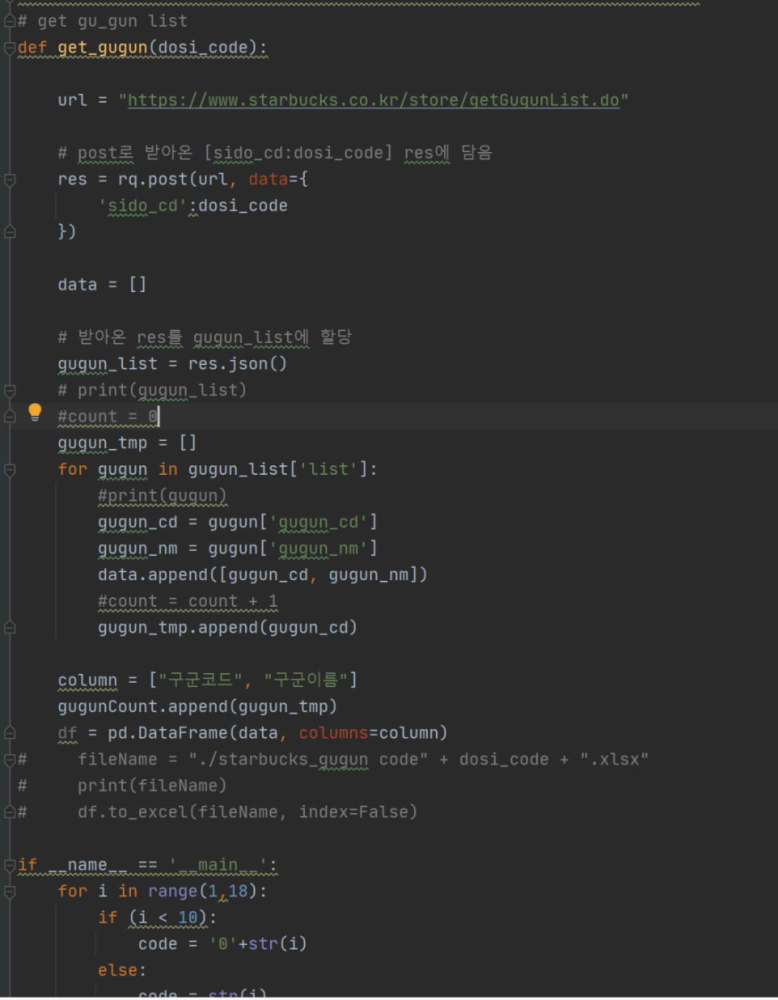 # get gu_gun list
def get_gugun(dosi_code):
url = "https://www.starbucks.co.kr/store/getGugunList.do"
# post로 받아온 [sido_cd:dosi_code] res에 담음
res = rq.post(url, data={
'sido_cd':dosi_code
})
data = []
# 받아온 res를 gugun_list에 할당
gugun_list = res.json()
# print(gugun_list)
#count = 0
gugun_tmp = []
for gugun in gugun_list['list']:
#print(gugun)
gugun_cd = gugun['gugun_cd']
gugun_nm = gugun['gugun_nm']
data.append([gugun_cd, gugun_nm])
#count = count + 1
gugun_tmp.append(gugun_cd)
column = ["구군코드", "구군이름"]
gugunCount.append(gugun_tmp)
df = pd.DataFrame(data, columns=column)
#     fileName = "./starbucks_gugun code" + dosi_code + ".xlsx"
#     print(fileName)
#     df.to_excel(fileName, index=False)
if __name__ == '__main__':
for i in range(1,18):
if (i < 10):
code = '0'+str(i)
else:
code = str(i)